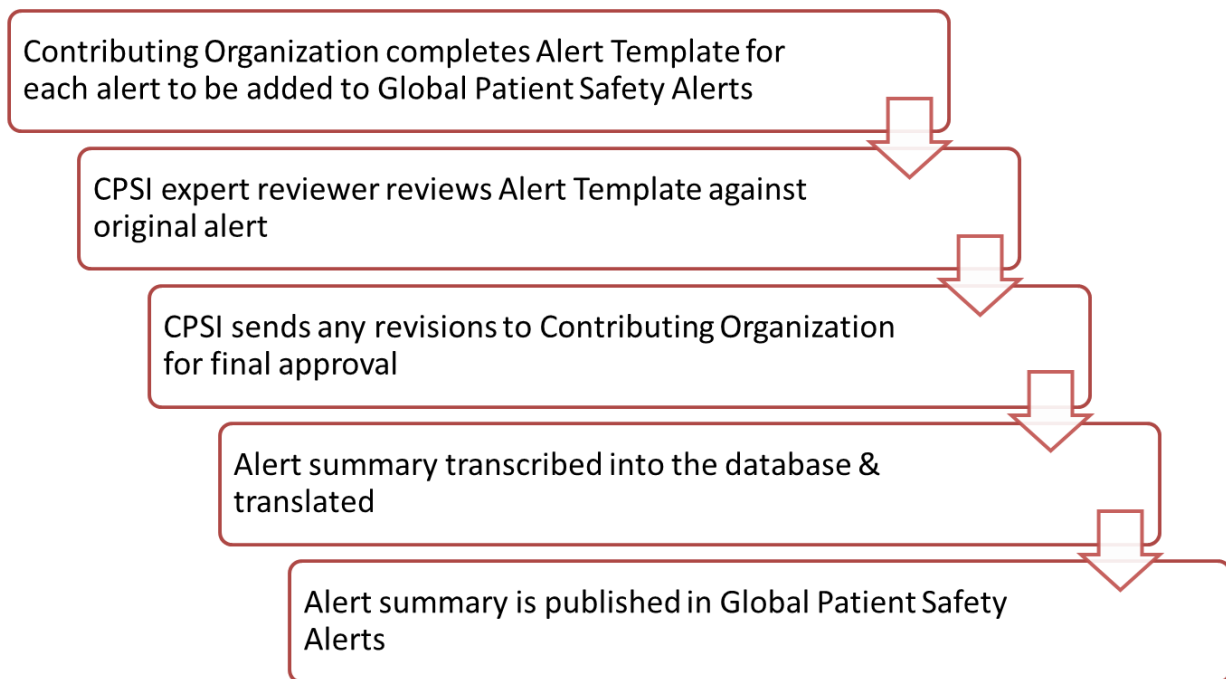 Contributing Organization completes Alert Template for
each alert to be added to Global Patient Safety Alerts
CPSI expert reviewer reviews Alert Template against
original alert
CPSI sends any revisions to Contributing Organization
for final approval
Alert summary transcribed into the database &
translated
Alert summary is published in Global Patient Safety
Alerts